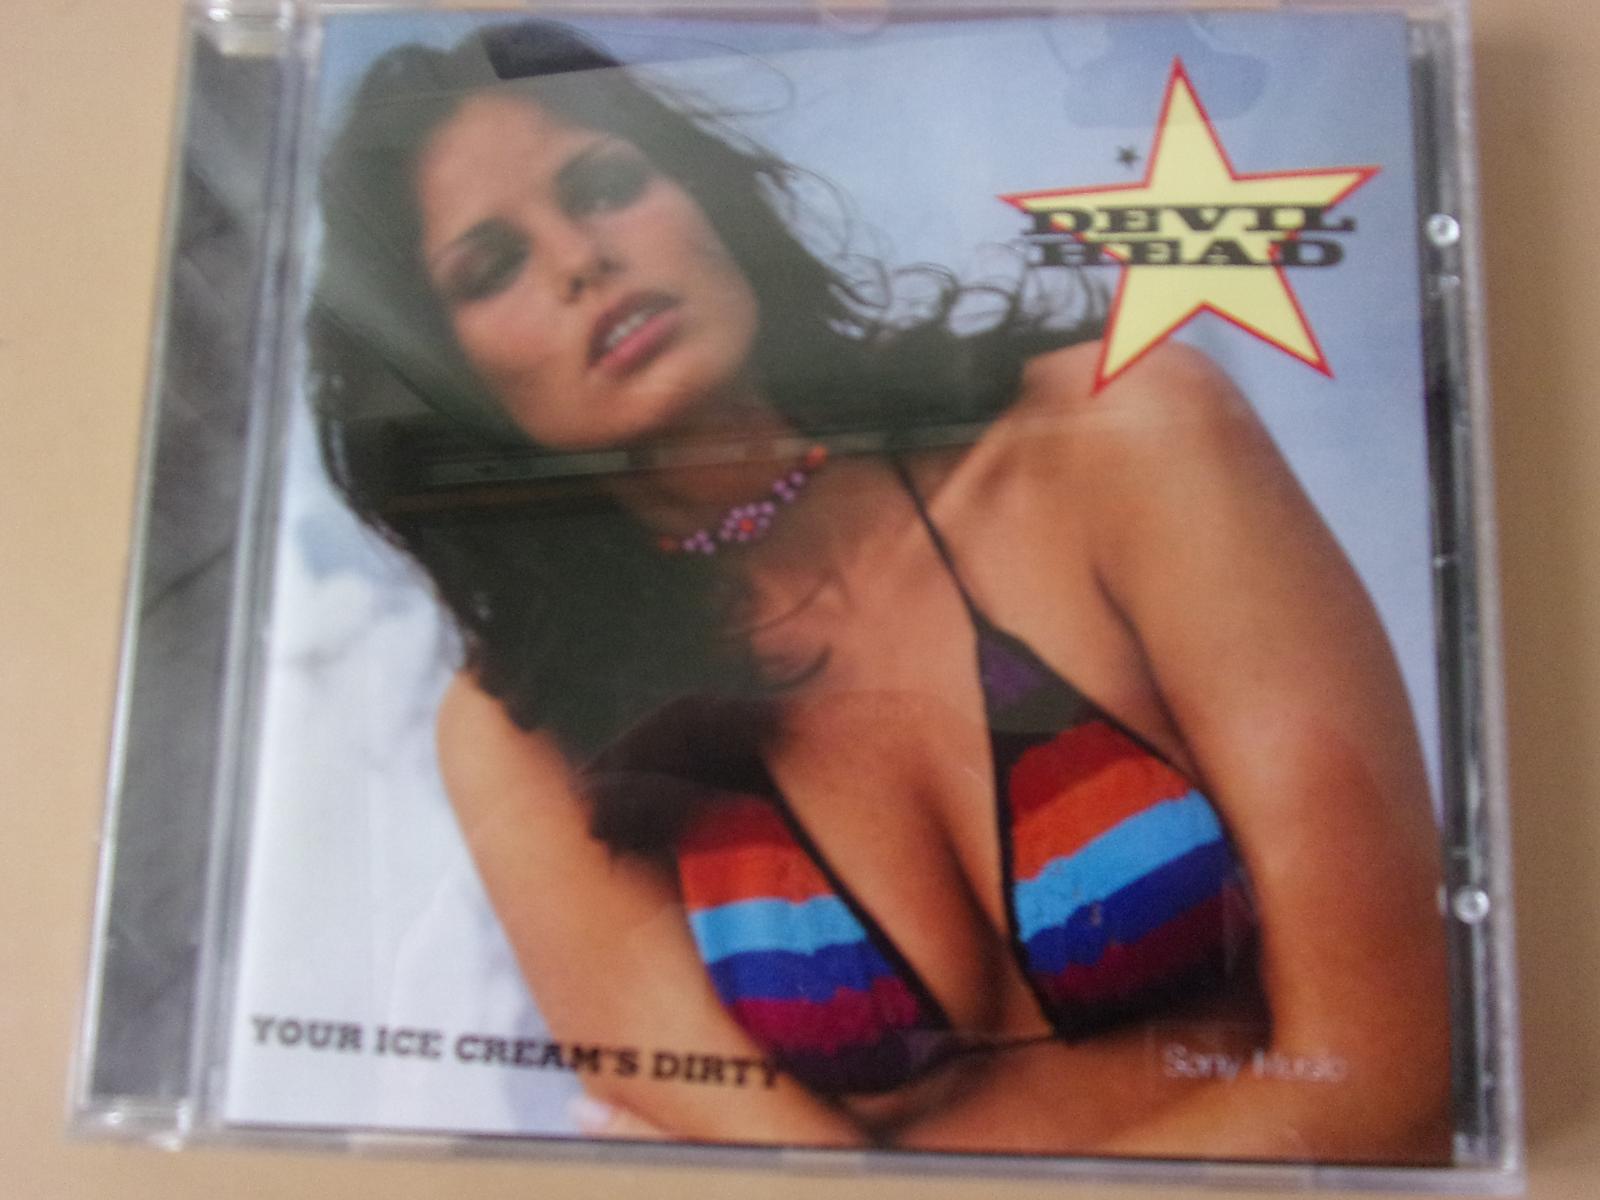 DEVIL
HEAD
YOUR ICE CREAM'S DIRTY
Sony Music